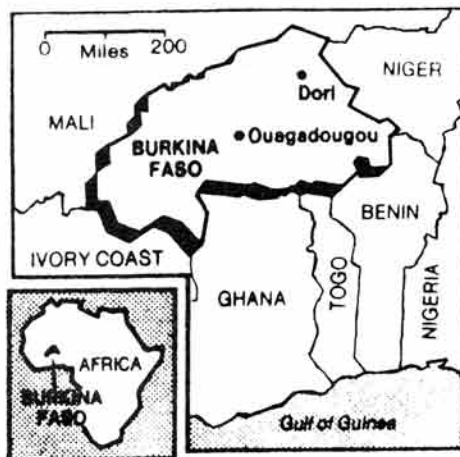 0 200
Miles
NIGER
Dori
MALI
Ouagadougou
BURKINA
FASO
BENIN
IVORY COAST
GHANA
TOGO
NIGERIA
AFRICA
BURKINA
FASO
Gulf of Guinea